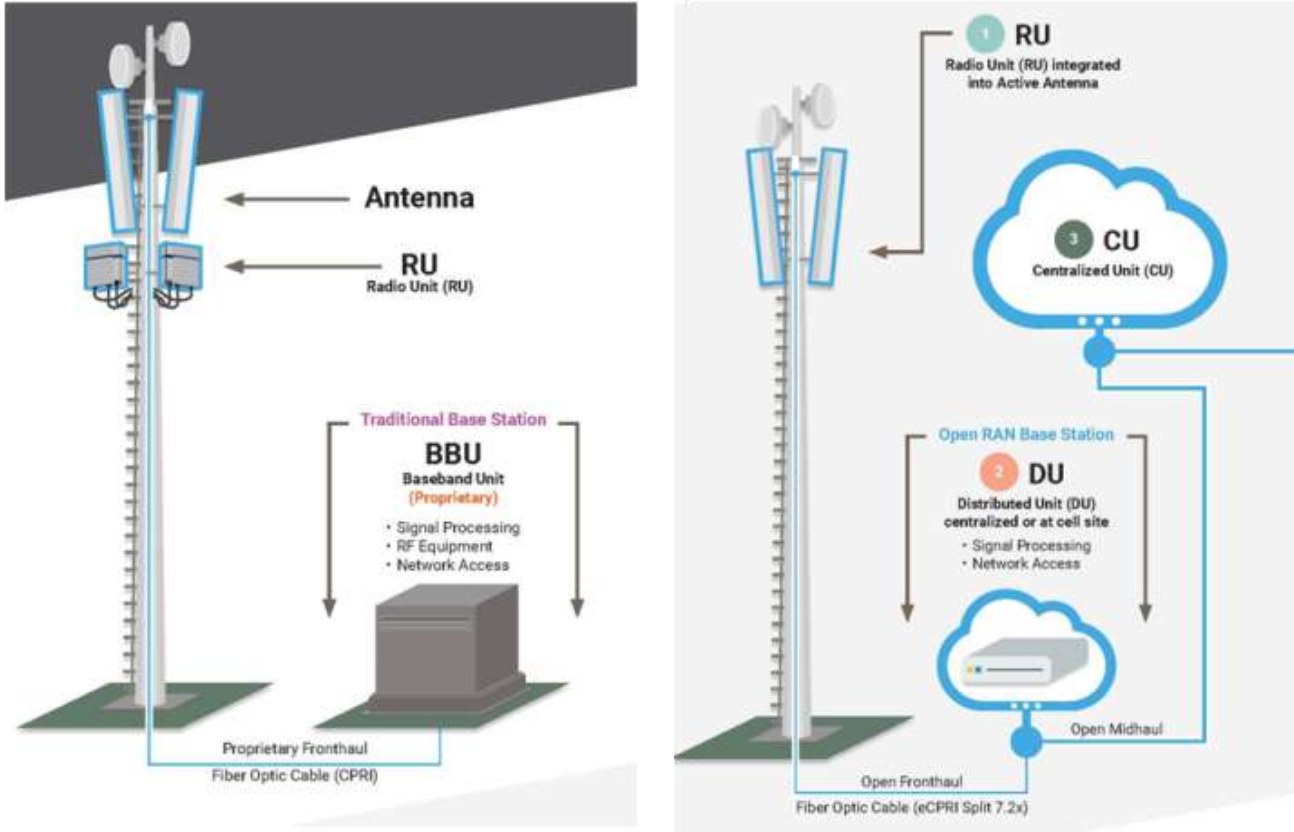 Antenna
RU
Radio Unit (RU)
Traditional Base Station
BBU
Baseband Unit
(Proprietary)
• Signal Processing
• RF Equipment
• Network Access
Proprietary Fronthaul
Fiber Optic Cable (CPRI)
1 RU
Radio Unit (RU) integrated
into Active Antenna
3 CU
Centralized Unit (CU)
Open RAN Base Station
2 DU
Distributed Unit (DU)
centralized or at cell site
• Signal Processing
• Network Access
Open Midhaul
Open Fronthaul
Fiber Optic Cable (eCPRI Split 7.2x)